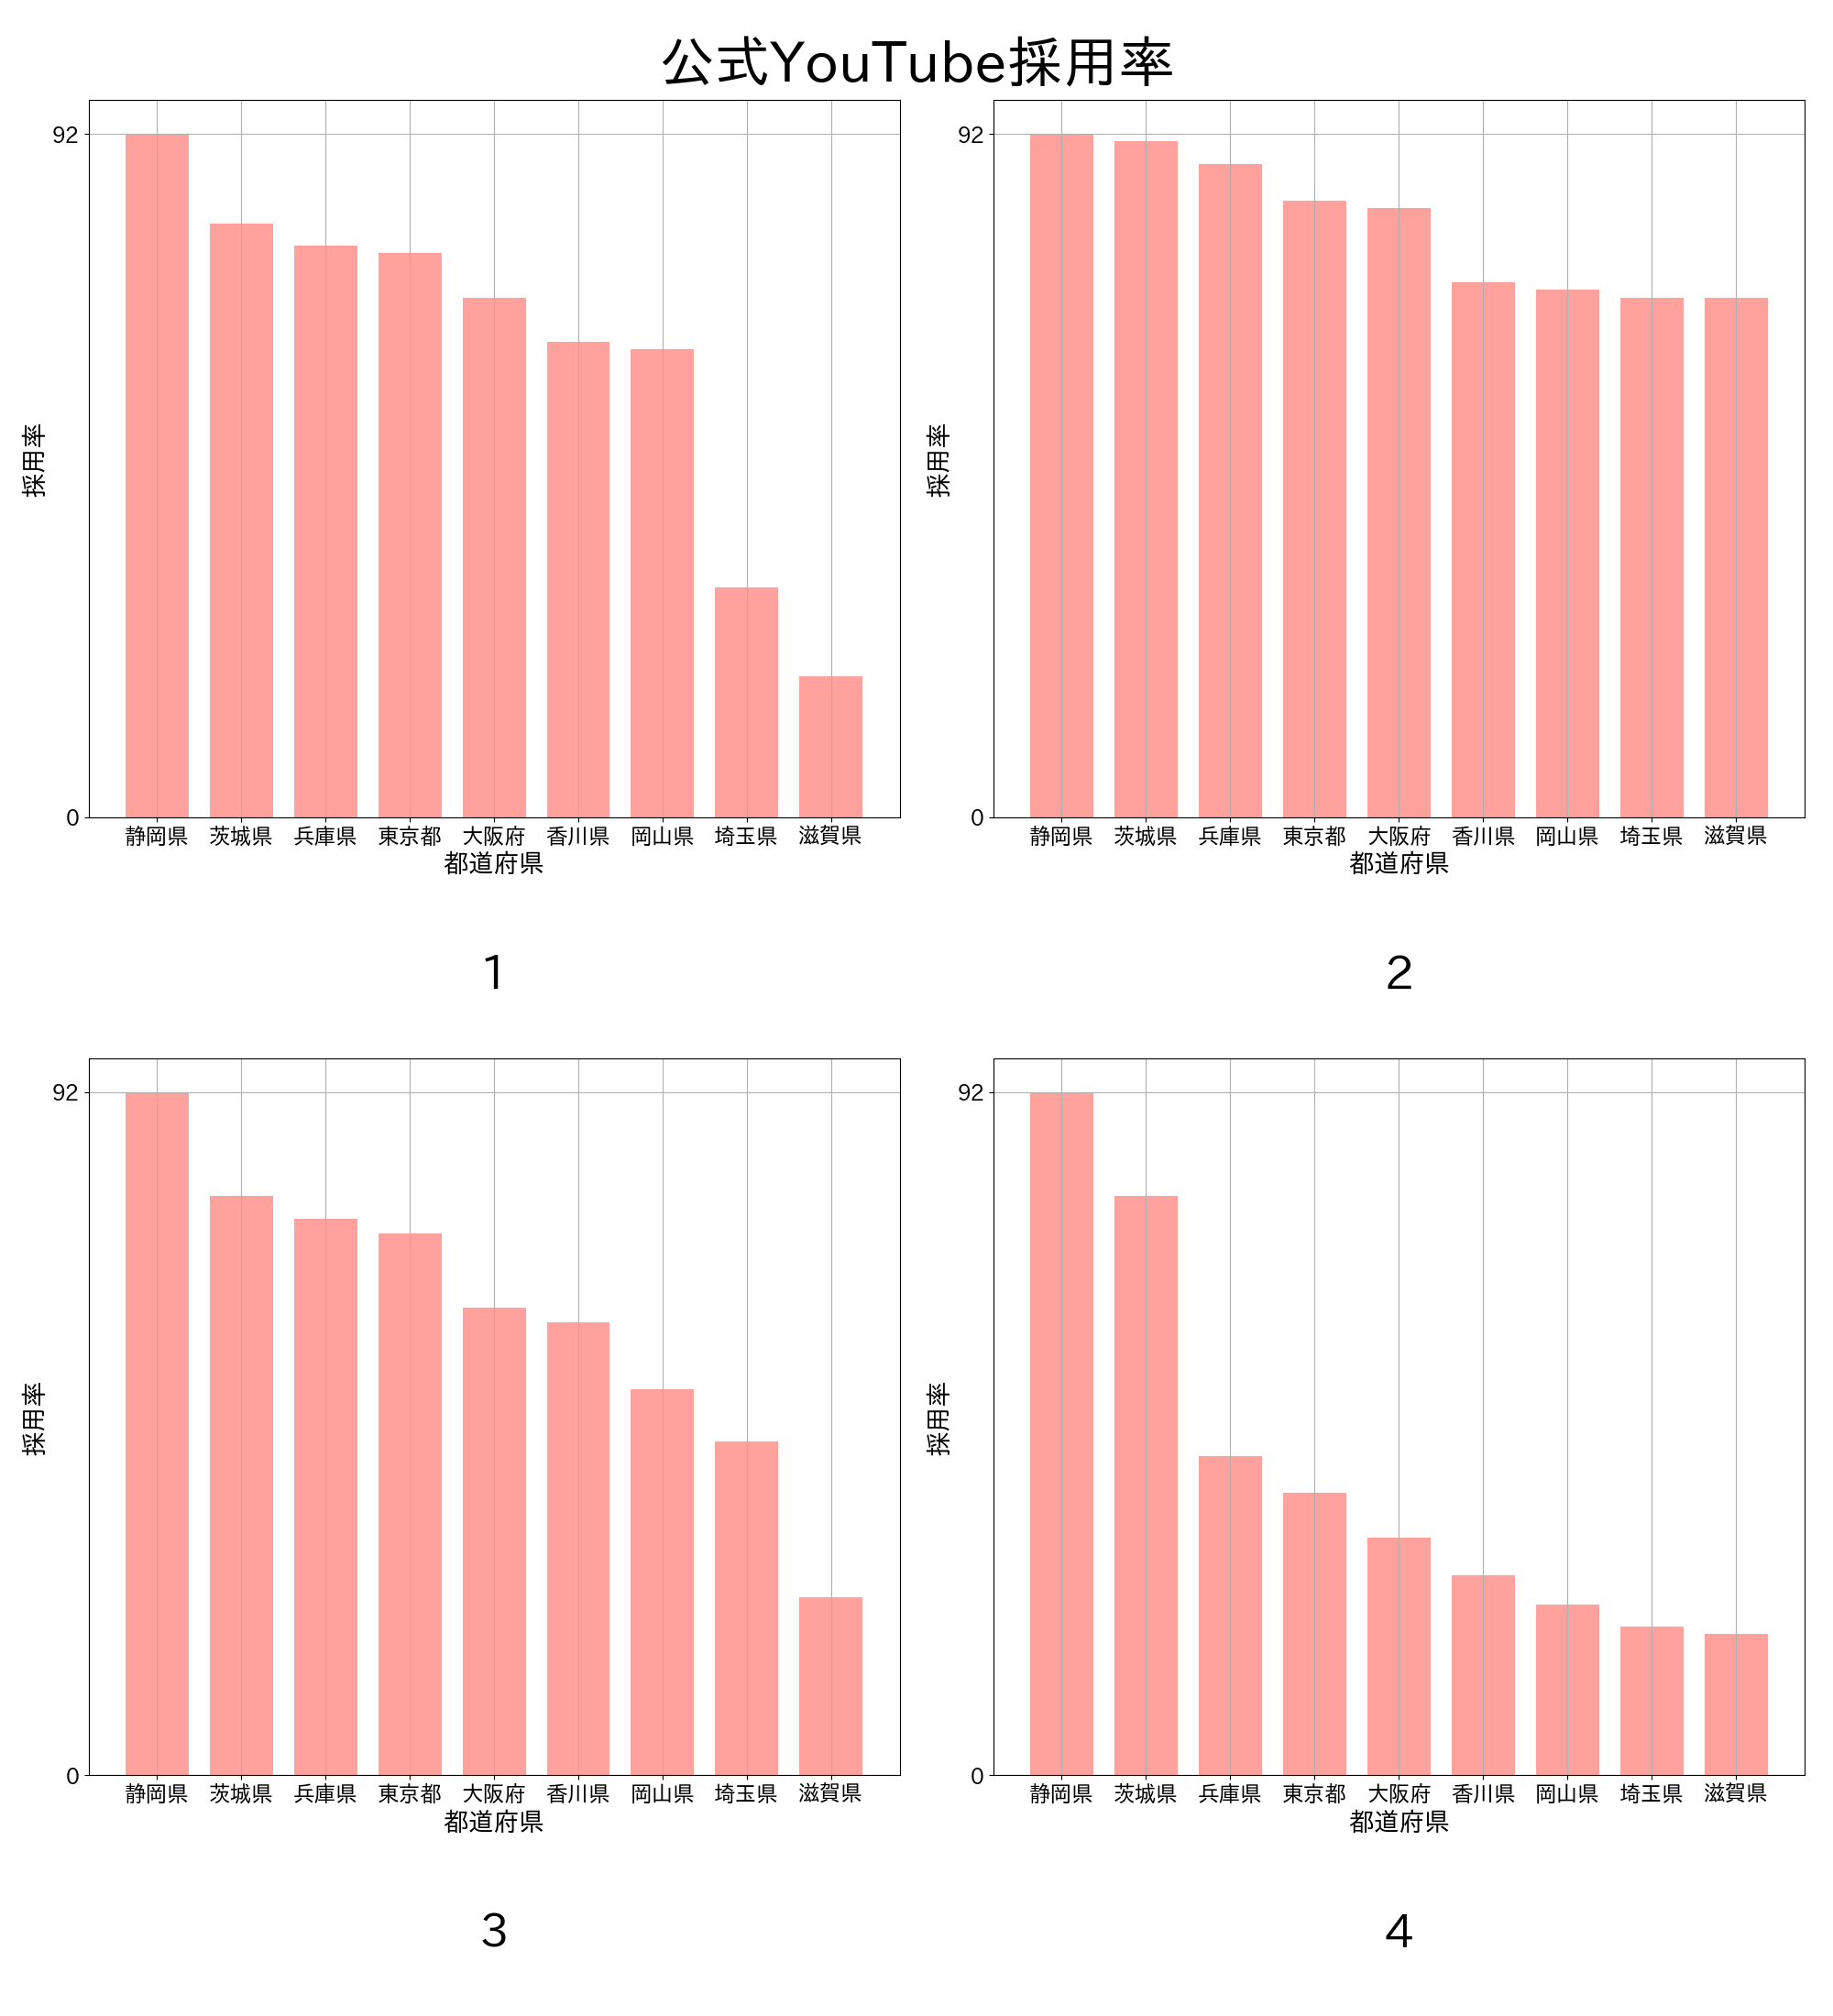 公式YouTube採用率
92
0
採用率
静岡県 茨城県 兵庫県 東京都 大阪府 香川県 岡山県 埼玉県 滋賀県
都道府県
1
92
0
採用率
静岡県 茨城県 兵庫県 東京都 大阪府 香川県 岡山県 埼玉県 滋賀県
都道府県
2
92
0
採用率
静岡県 茨城県 兵庫県 東京都 大阪府 香川県 岡山県 埼玉県 滋賀県
都道府県
3
92
0
採用率
静岡県 茨城県 兵庫県 東京都 大阪府 香川県 岡山県 埼玉県 滋賀県
都道府県
4